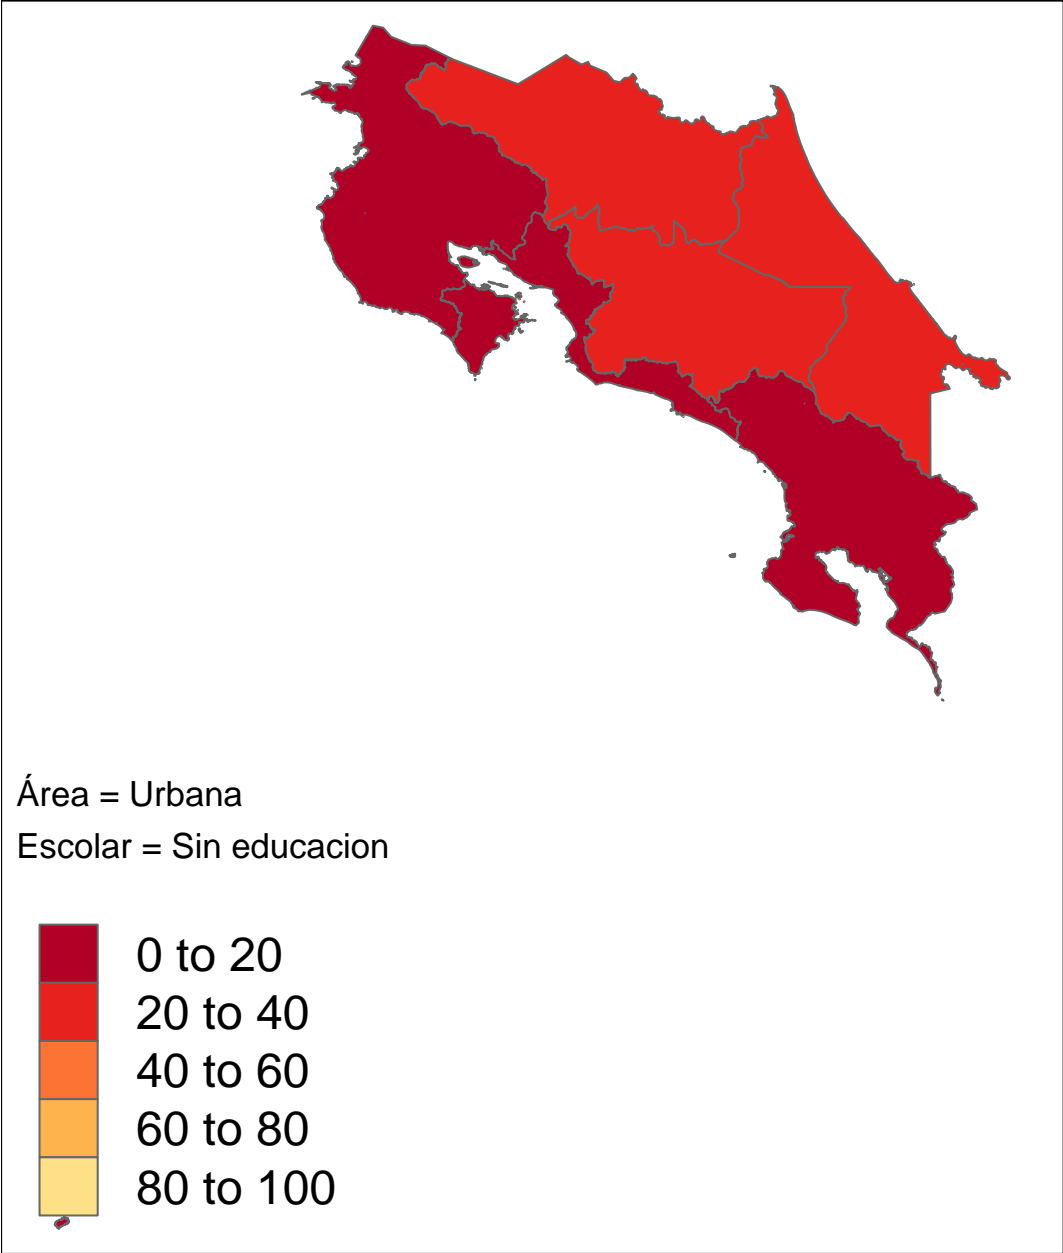 Área = Urbana
Escolar = Sin educacion
0 to 20
20 to 40
40 to 60
60 to 80
80 to 100